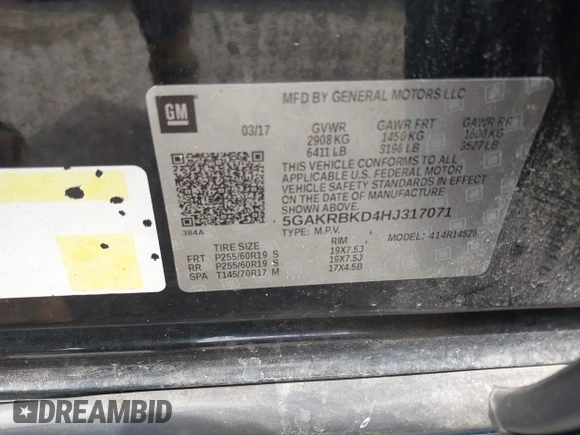 MFD BY GENERAL MOTORS LLC
GM
03/17 GVWR GAWR FRT GAWR RR
2908 KG 1450 KG 1600 KG
6411 LB 3196 LB 3527 LB
THIS VEHICLE CONFORMS TO ALL
APPLICABLE U.S. FEDERAL MOTOR
VEHICLE SAFETY STANDARDS IN EFFECT
ON THE DATE OF MANUFACTURE
SHOWN ABOVE.
5GAKRBKD4HJ317071
384A
TYPE: M.P.V. MODEL: 414R14526
TIRE SIZE RIM
FRT P255/60R19 S 19X7.5J
RR P255/60R19 S 19X7.5J
SPA T145/70R17 M 17X4.5B
DREAMBID